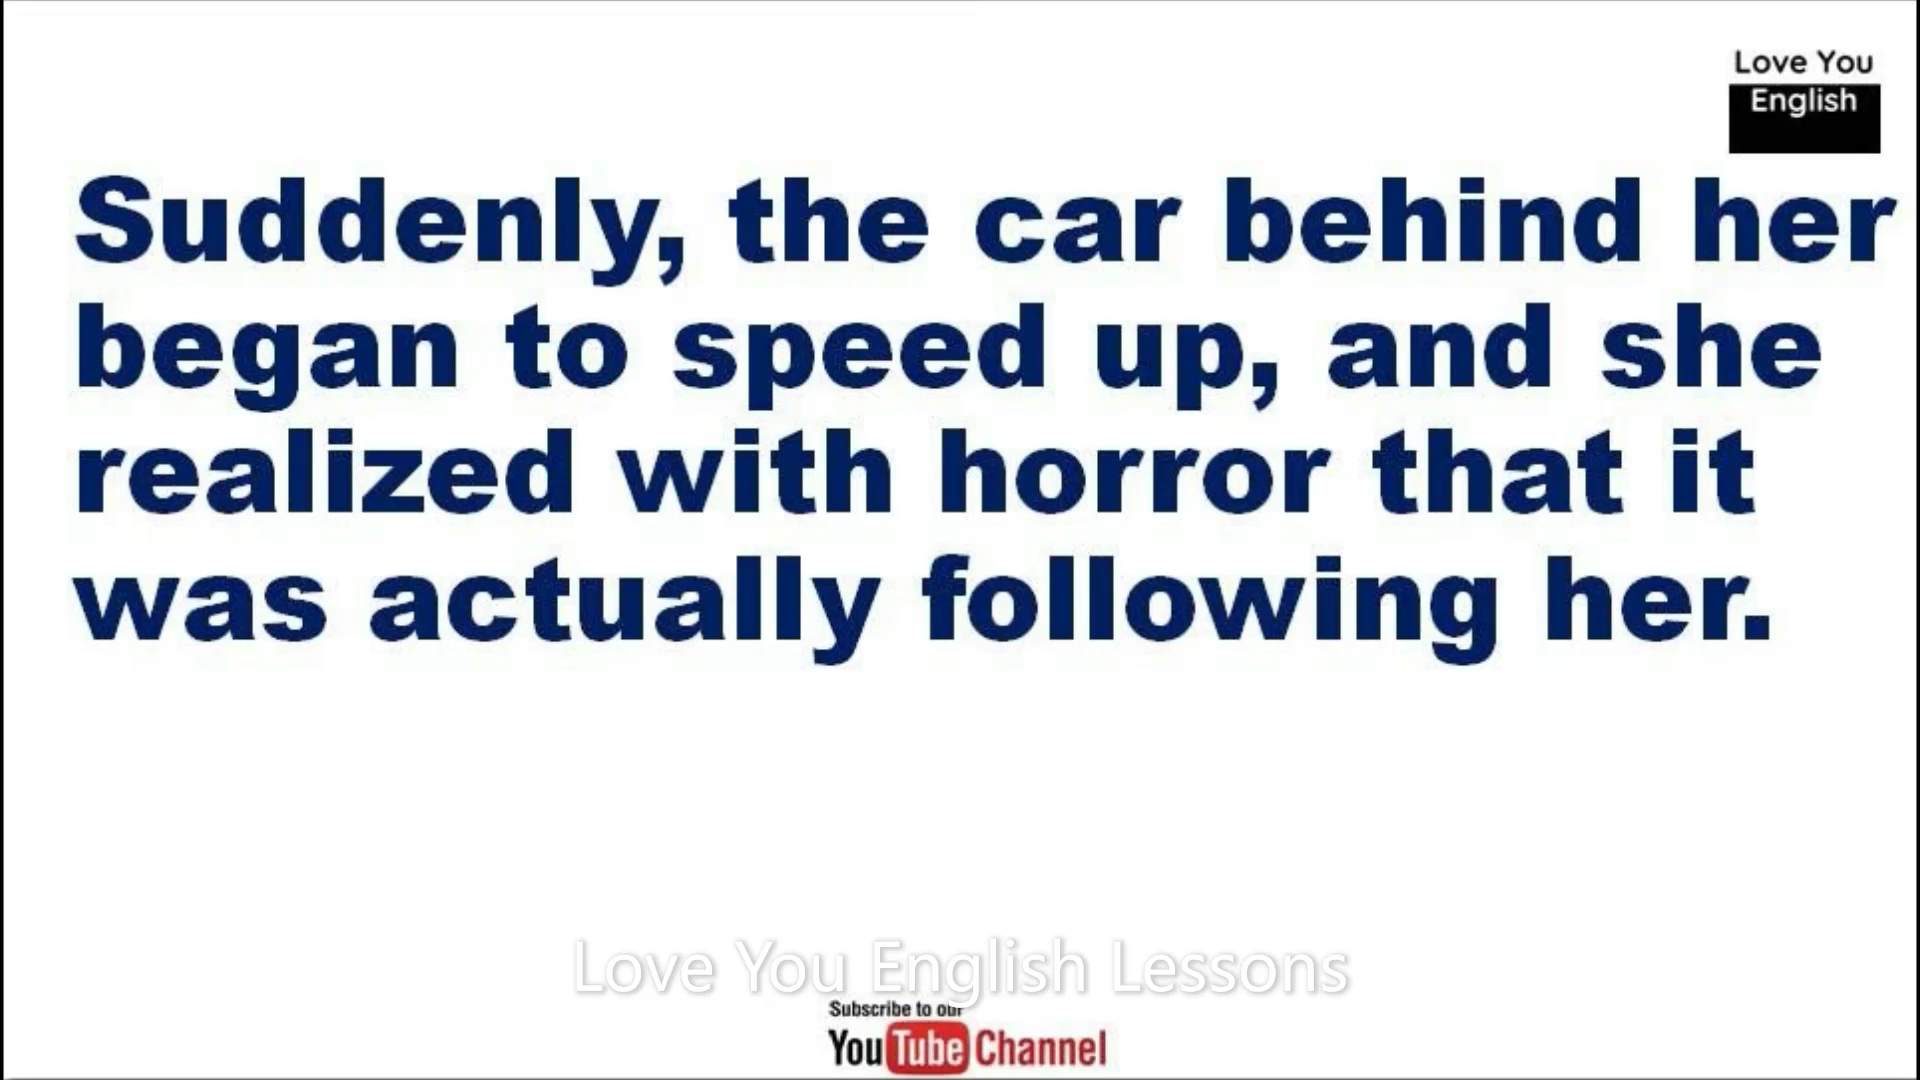 Love You
English
Suddenly, the car behind her
began to speed up, and she
realized with horror that it
was actually following her.
Love You English Lessons
Subscribe to our
YouTube Channel